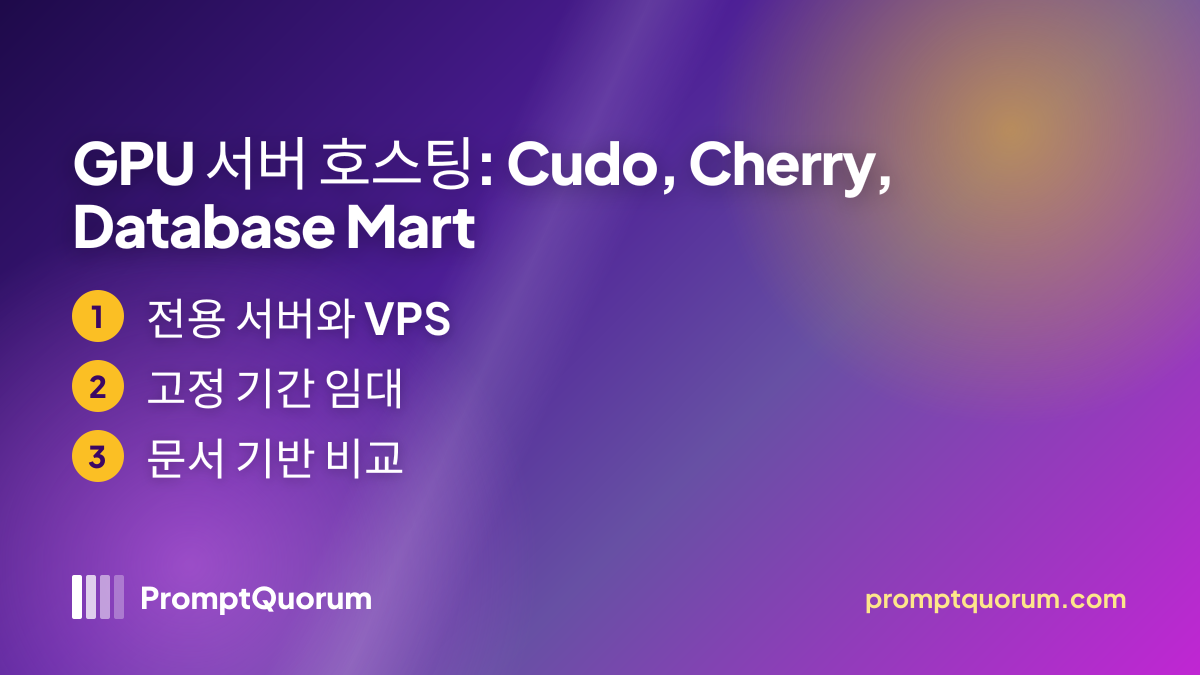 GPU 서버 호스팅: Cudo, Cherry,
Database Mart
1 전용 서버와 VPS
2 고정 기간 임대
3 문서 기반 비교
PromptQuorum
promptquorum.com